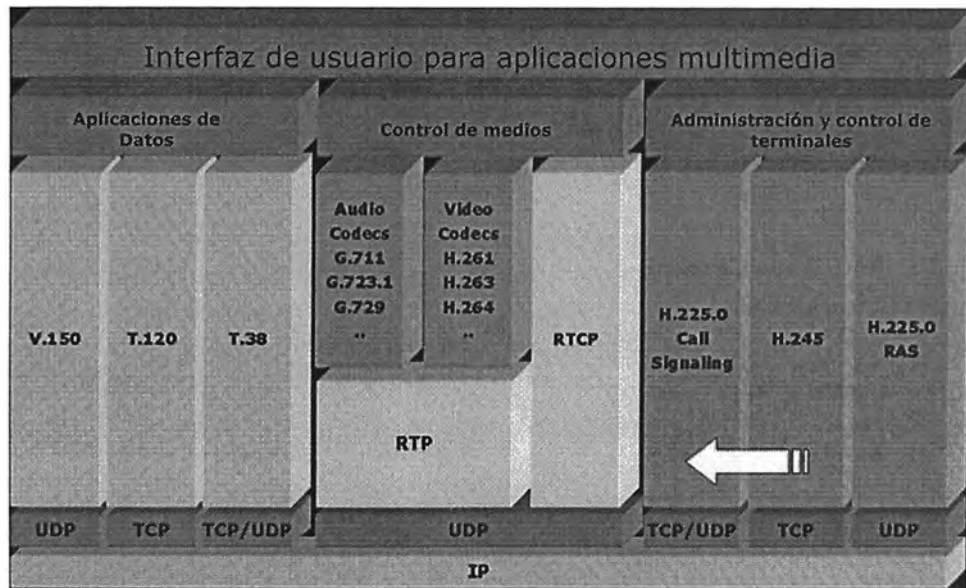 Interfaz de usuario para aplicaciones multimedia
Aplicaciones de
Datos
Control de medios
Administración y control de
terminales
V.150
T.120
T.38
Audio
Codecs
G.711
G.723.1
G.729
..
Video
Codecs
H.261
H.263
H.264
..
RTP
RTCP
H.225.0
Call
Signaling
H.245
H.225.0
RAS
UDP
TCP
TCP/UDP
UDP
TCP/UDP
TCP
UDP
IP